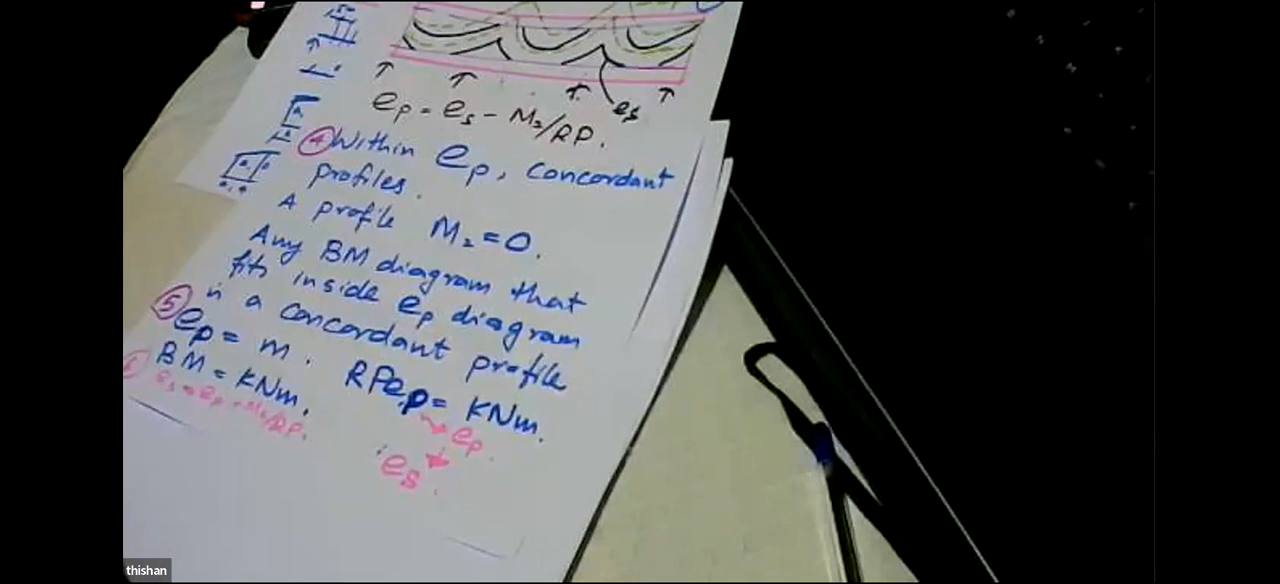 es
ep = es - M2/RP.
④ Within ep, concordant
profiles.
A profile M2 = 0.
Any BM diagram that
fits inside ep diagram
is a concordant profile
⑤ ep = m. RPep = KNm.
BM = KNm.
ep
es.
thishan